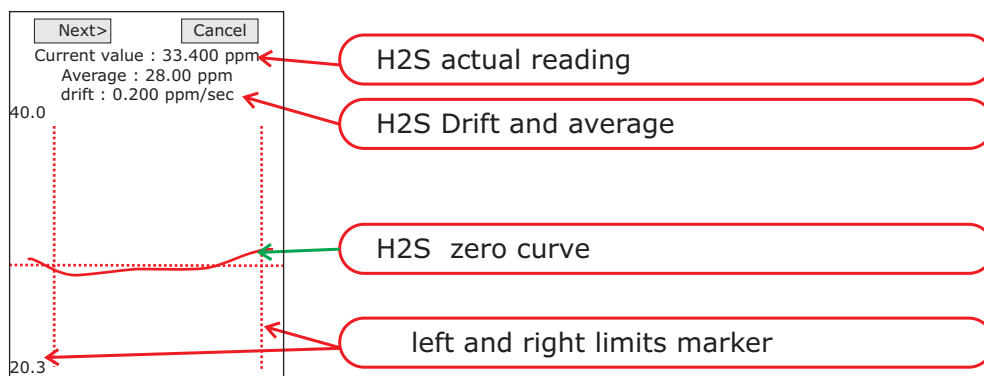 Next> Cancel
Current value : 33.400 ppm
Average : 28.00 ppm
drift : 0.200 ppm/sec
40.0
20.3
H2S actual reading
H2S Drift and average
H2S zero curve
left and right limits marker